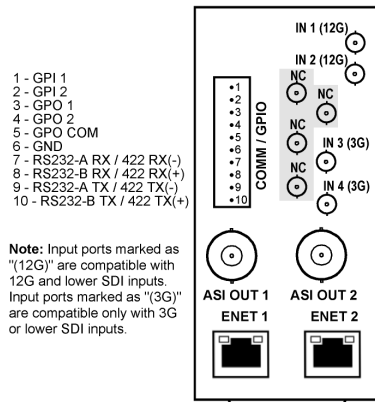 1 - GPI 1
2 - GPI 2
3 - GPO 1
4 - GPO 2
5 - GPO COM
6 - GND
7 - RS232-A RX / 422 RX(-)
8 - RS232-B RX / 422 RX(+)
9 - RS232-A TX / 422 TX(-)
10 - RS232-B TX / 422 TX(+)
Note: Input ports marked as
"(12G)" are compatible with
12G and lower SDI inputs.
Input ports marked as "(3G)"
are compatible only with 3G
or lower SDI inputs.
IN 1 (12G)
IN 2 (12G)
NC
NC
NC
IN 3 (3G)
NC
IN 4 (3G)
•1
•2
•3
•4
•5
•6
•7
•8
•9
•10
COMM / GPIO
ASI OUT 1
ASI OUT 2
ENET 1
ENET 2